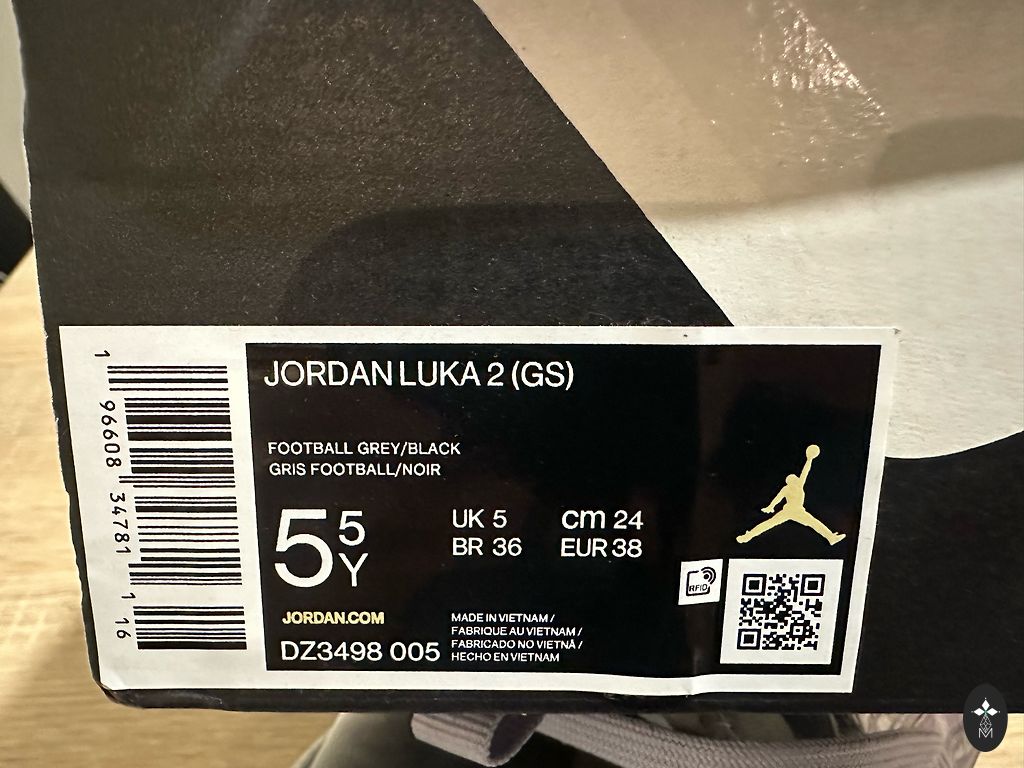 JORDAN LUKA 2 (GS)
FOOTBALL GREY/BLACK
GRIS FOOTBALL/NOIR
5 5 Y
UK 5 cm 24
BR 36 EUR 38
JORDAN.COM
DZ3498 005
MADE IN VIETNAM /
FABRIQUE AU VIETNAM /
FABRICADO NO VIETNÃ /
HECHO EN VIETNAM
RFID
1 96608 34781 1 16
M